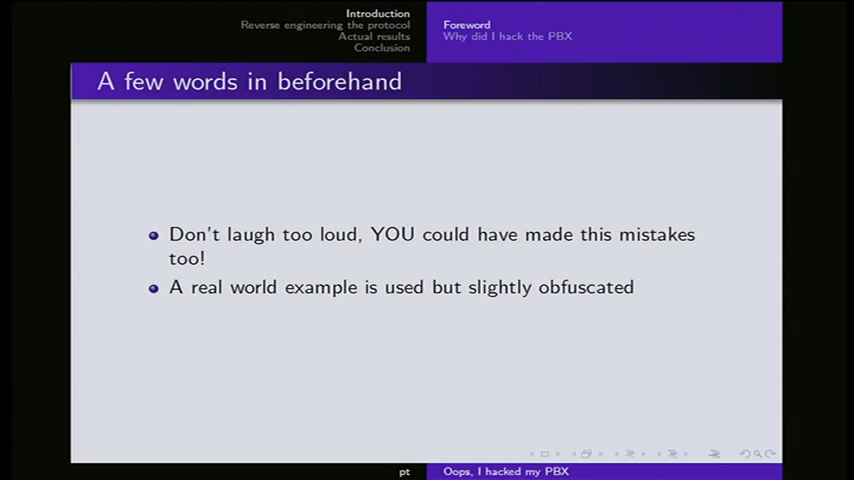 Introduction
Reverse engineering the protocol
Actual results
Conclusion
Foreword
Why did I hack the PBX
A few words in beforehand
Don't laugh too loud, YOU could have made this mistakes
too!
A real world example is used but slightly obfuscated
pt
Oops, I hacked my PBX